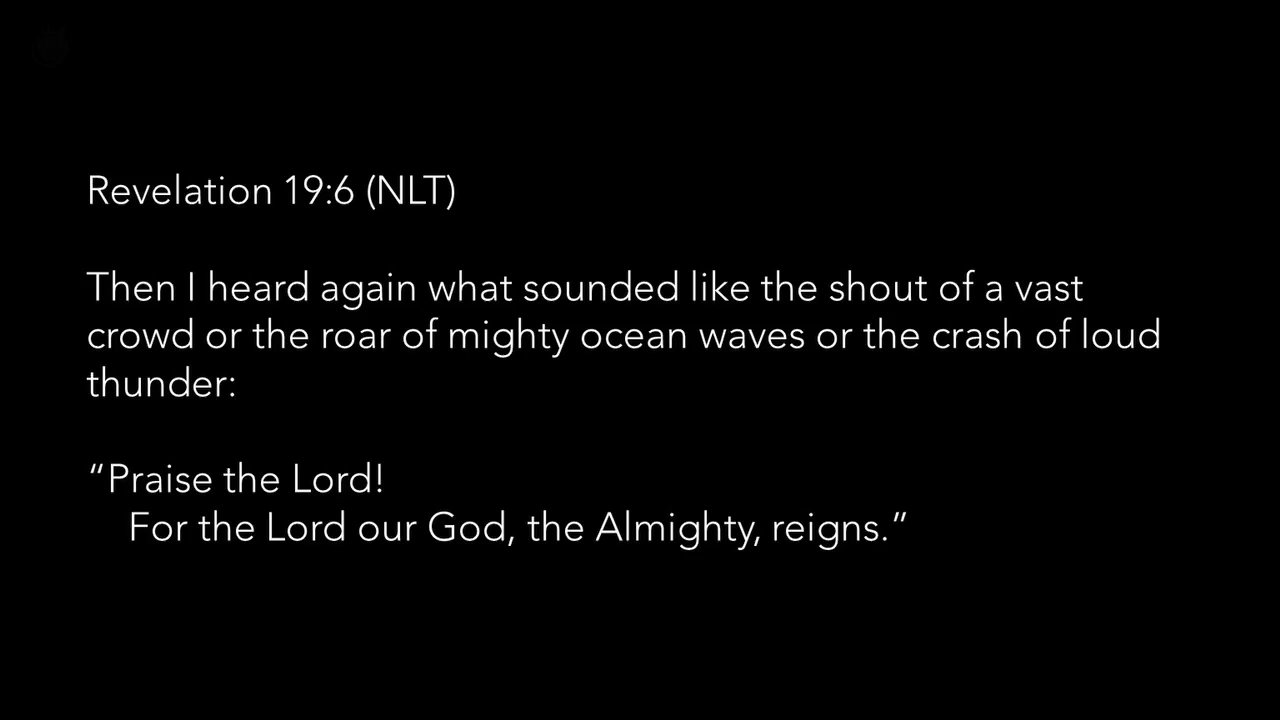 Revelation 19:6 (NLT)
Then I heard again what sounded like the shout of a vast
crowd or the roar of mighty ocean waves or the crash of loud
thunder:
“Praise the Lord!
For the Lord our God, the Almighty, reigns.”